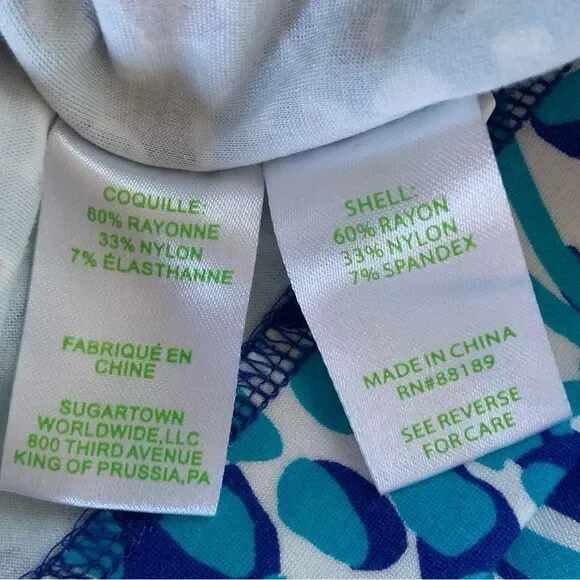 COQUILLE:
60% RAYONNE
33% NYLON
7% ÉLASTHANNE
FABRIQUÉ EN
CHINE
SUGARTOWN
WORLDWIDE,LLC
800 THIRD AVENUE
KING OF PRUSSIA,PA
SHELL:
60% RAYON
33% NYLON
7% SPANDEX
MADE IN CHINA
RN#88189
SEE REVERSE
FOR CARE